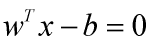 w^T x - b = 0